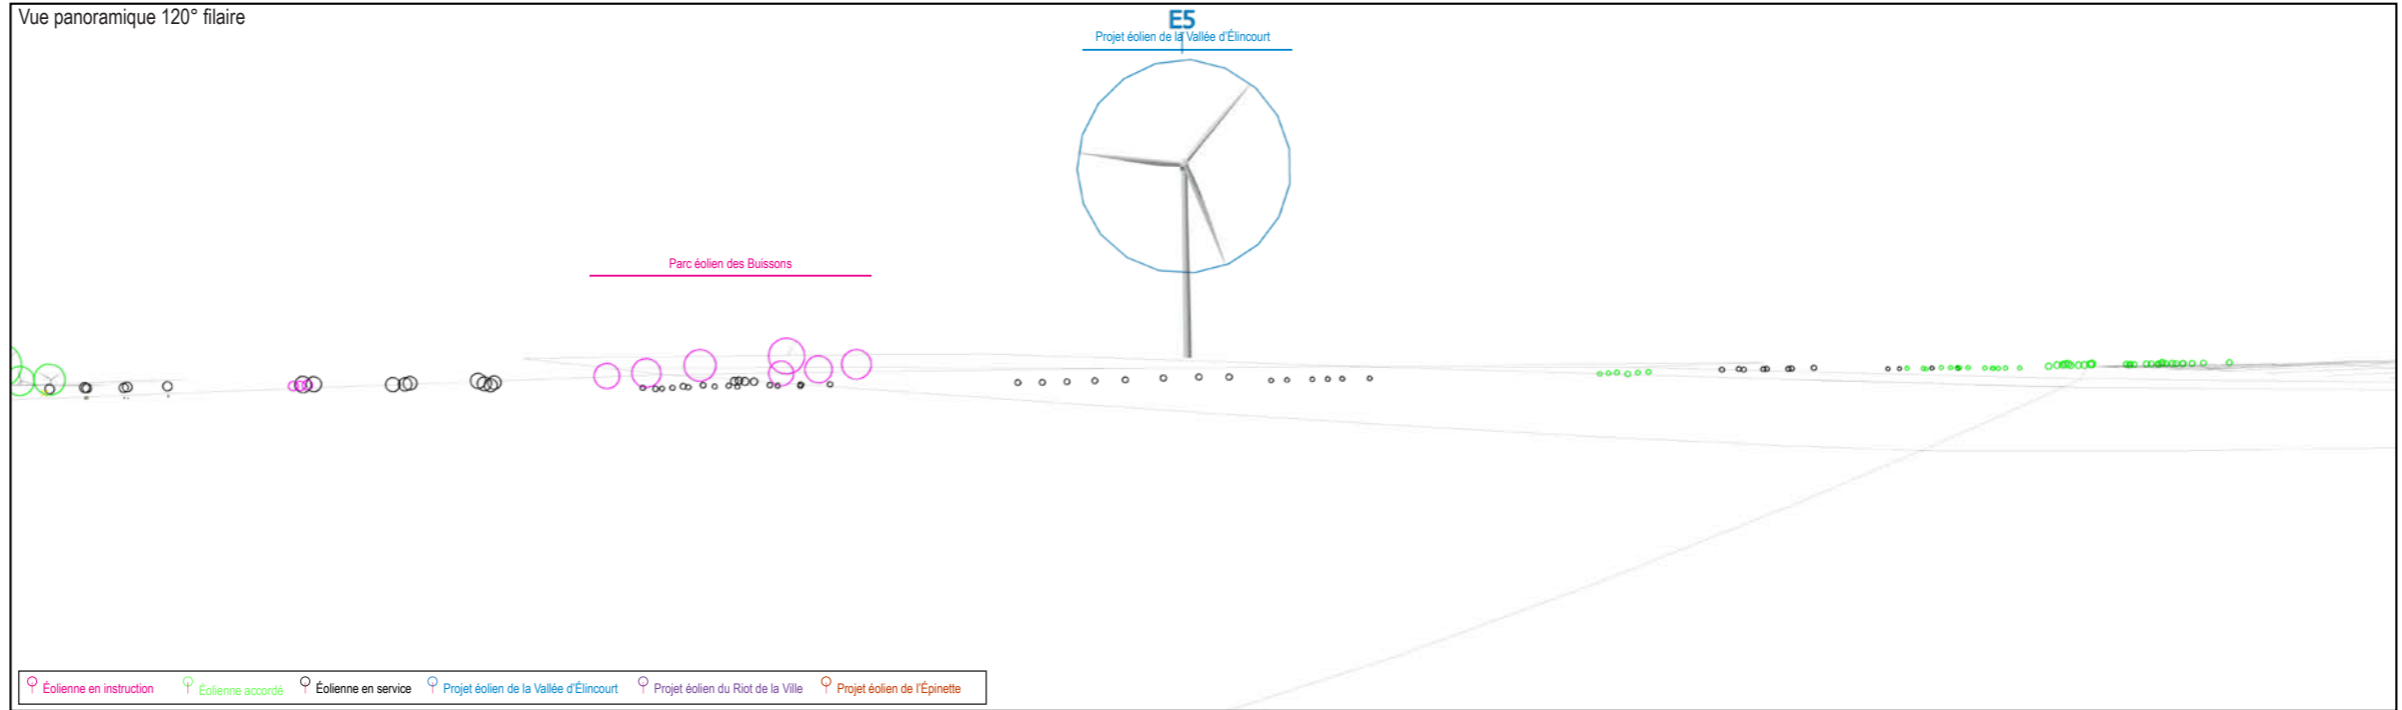 Vue panoramique 120° filaire
E5
Projet éolien de la Vallée d'Élincourt
Parc éolien des Buissons
Éolienne en instruction
Éolienne accordé
Éolienne en service
Projet éolien de la Vallée d'Élincourt
Projet éolien du Riot de la Ville
Projet éolien de l'Épinette